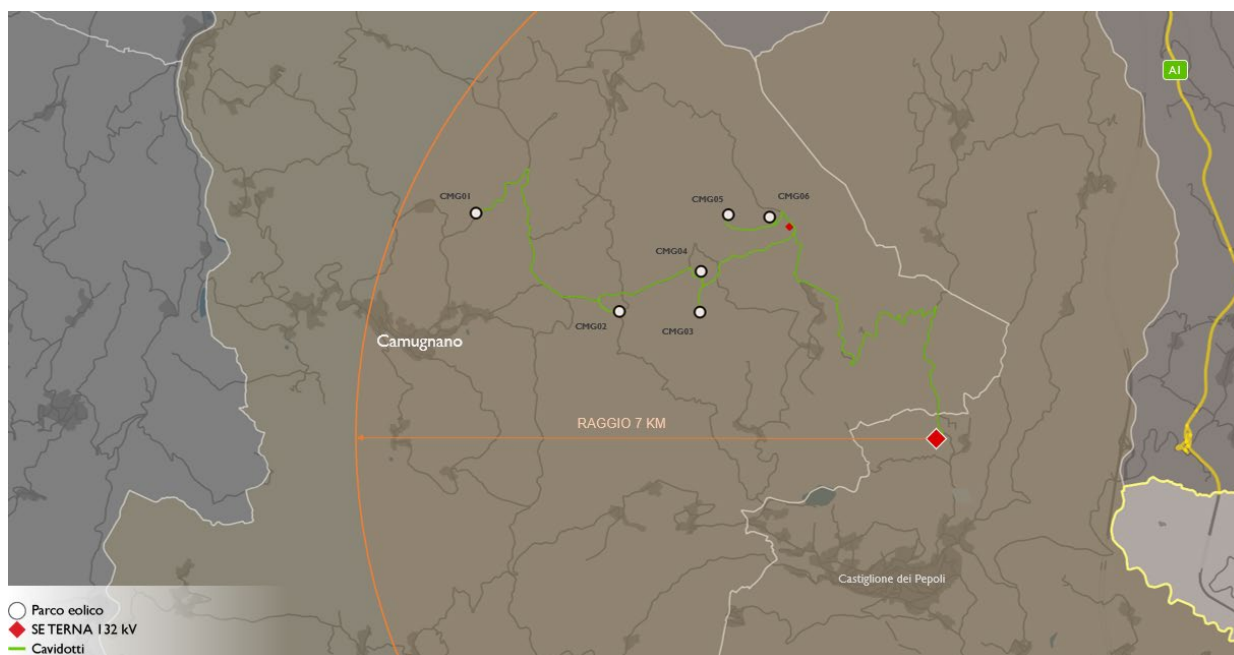 AI
CMG01
CMG05
CMG06
CMG04
CMG02
CMG03
Camugnano
RAGGIO 7 KM
Castiglione dei Pepoli
Parco eolico
SE TERNA 132 kV
Cavidotti